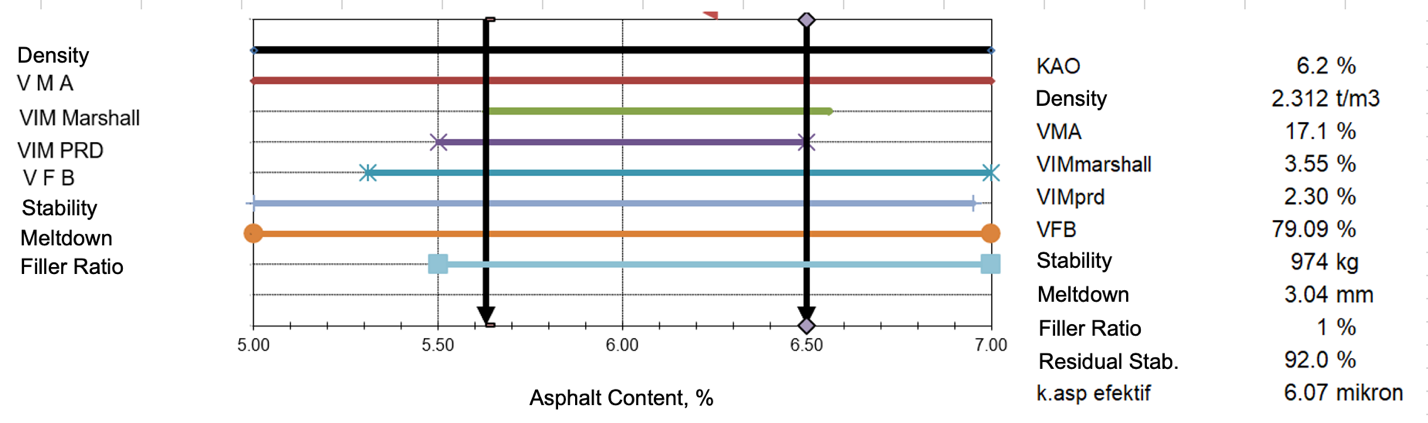 Density
V M A
VIM Marshall
VIM PRD
V F B
Stability
Meltdown
Filler Ratio
5.00 5.50 6.00 6.50 7.00
Asphalt Content, %
KAO 6.2 %
Density 2.312 t/m3
VMA 17.1 %
VIMmarshall 3.55 %
VIMprd 2.30 %
VFB 79.09 %
Stability 974 kg
Meltdown 3.04 mm
Filler Ratio 1 %
Residual Stab. 92.0 %
k.asp efektif 6.07 mikron